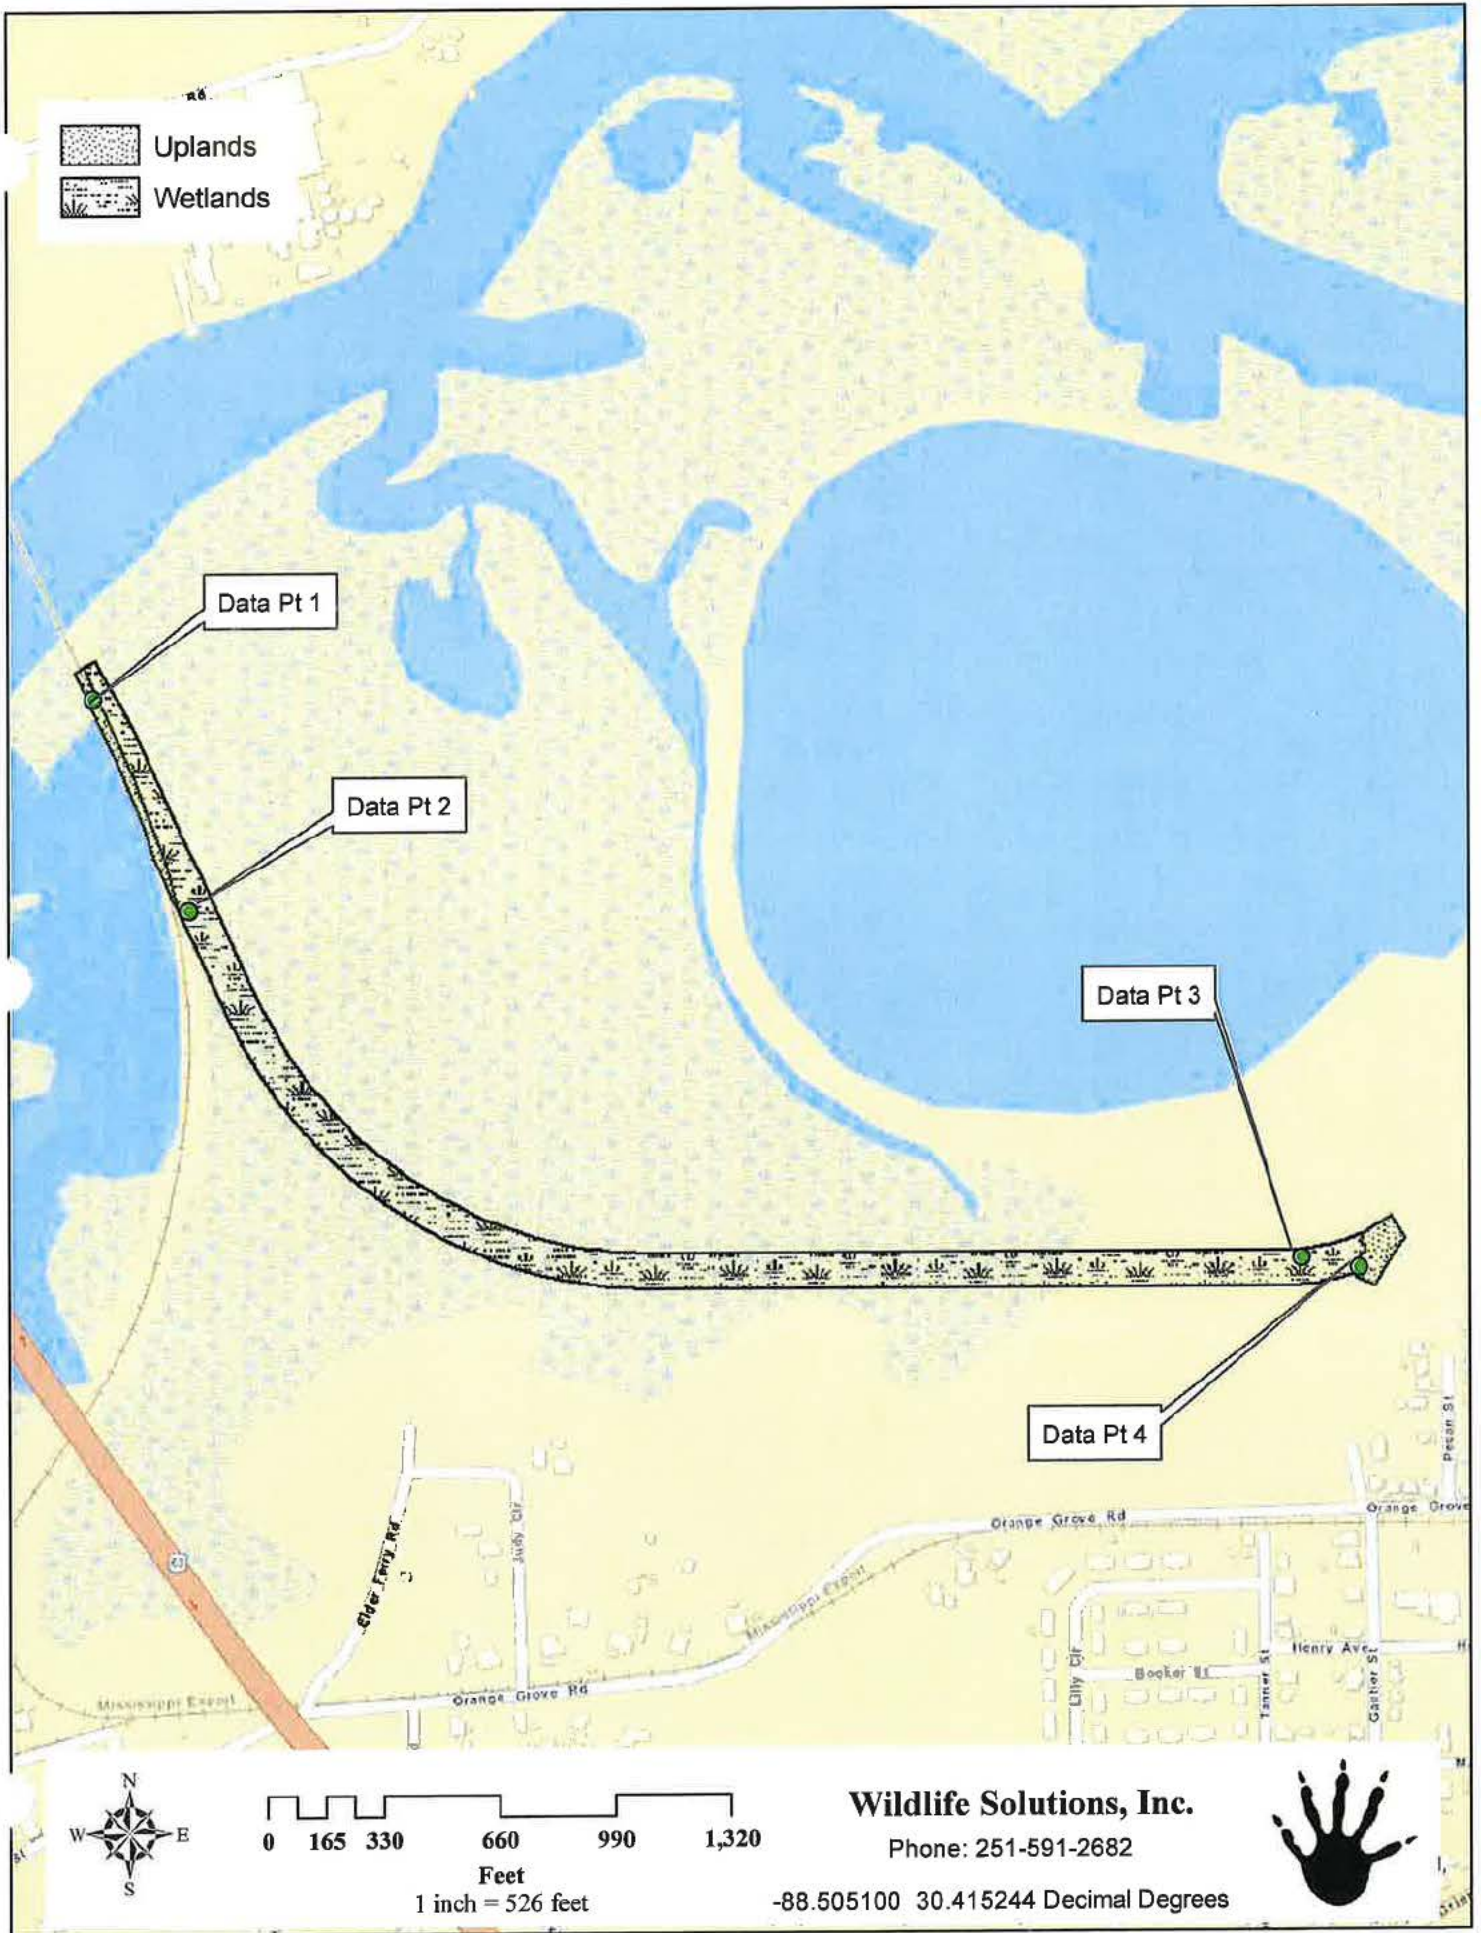 Rd
Uplands
Wetlands
Data Pt 1
Data Pt 2
Data Pt 3
Data Pt 4
Pecan St
Orange Grove Rd
Orange Grove
63
Elder Ferry Rd
Judy Cir
Mississippi Export
Lilly Cir
Booker St
Tanner St
Henry Ave
Gautier St
Mississippi Export
Orange Grove Rd
N
W
E
S
0 165 330 660 990 1,320
Feet
1 inch = 526 feet
Wildlife Solutions, Inc.
Phone: 251-591-2682
-88.505100 30.415244 Decimal Degrees